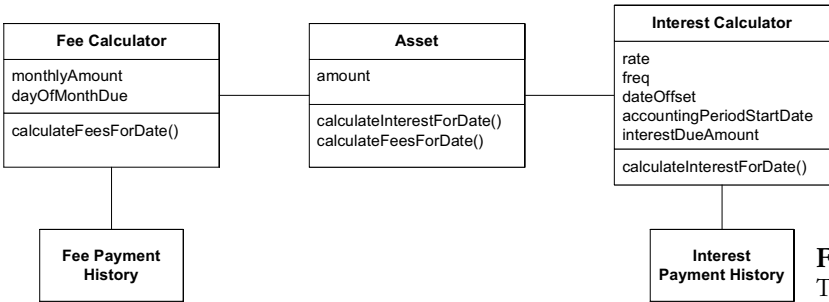 Fee Calculator
monthlyAmount
dayOfMonthDue
calculateFeesForDate()
Asset
amount
calculateInterestForDate()
calculateFeesForDate()
Interest Calculator
rate
freq
dateOffset
accountingPeriodStartDate
interestDueAmount
calculateInterestForDate()
Fee Payment
History
Interest
Payment History
F
T